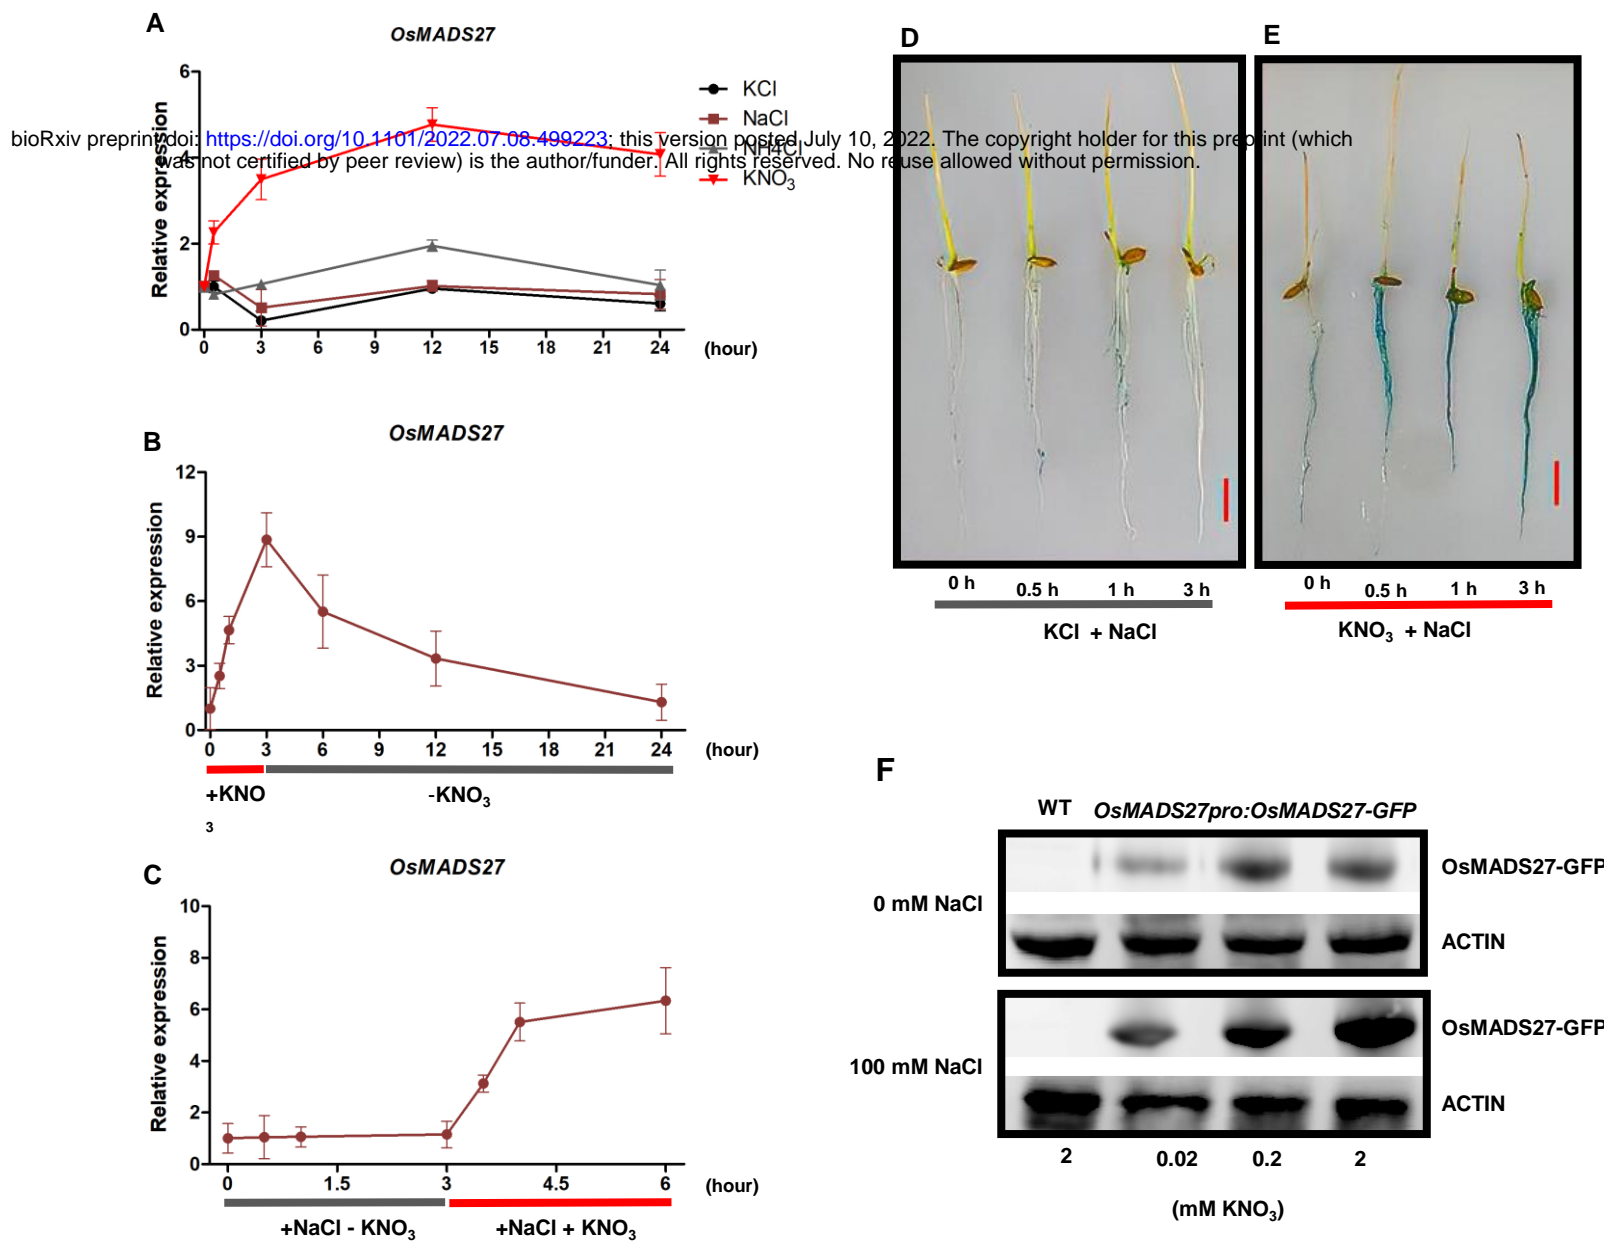 A
OsMADS27
6
4
2
0
Relative expression
0 3 6 9 12 15 18 21 24 (hour)
KCl
NaCl
NH4Cl
KNO3
bioRxiv preprint doi: https://doi.org/10.1101/2022.07.08.499223; this version posted July 10, 2022. The copyright holder for this preprint (which
was not certified by peer review) is the author/funder. All rights reserved. No reuse allowed without permission.
B
OsMADS27
12
9
6
3
0
Relative expression
0 3 6 9 12 15 18 21 24 (hour)
+KNO
3
-KNO3
C
OsMADS27
10
8
6
4
2
0
Relative expression
0 1.5 3 4.5 6 (hour)
+NaCl - KNO3 +NaCl + KNO3
D
0 h 0.5 h 1 h 3 h
KCl + NaCl
E
0 h 0.5 h 1 h 3 h
KNO3 + NaCl
F
WT OsMADS27pro:OsMADS27-GFP
OsMADS27-GFP
0 mM NaCl
ACTIN
OsMADS27-GFP
100 mM NaCl
ACTIN
2 0.02 0.2 2
(mM KNO3)